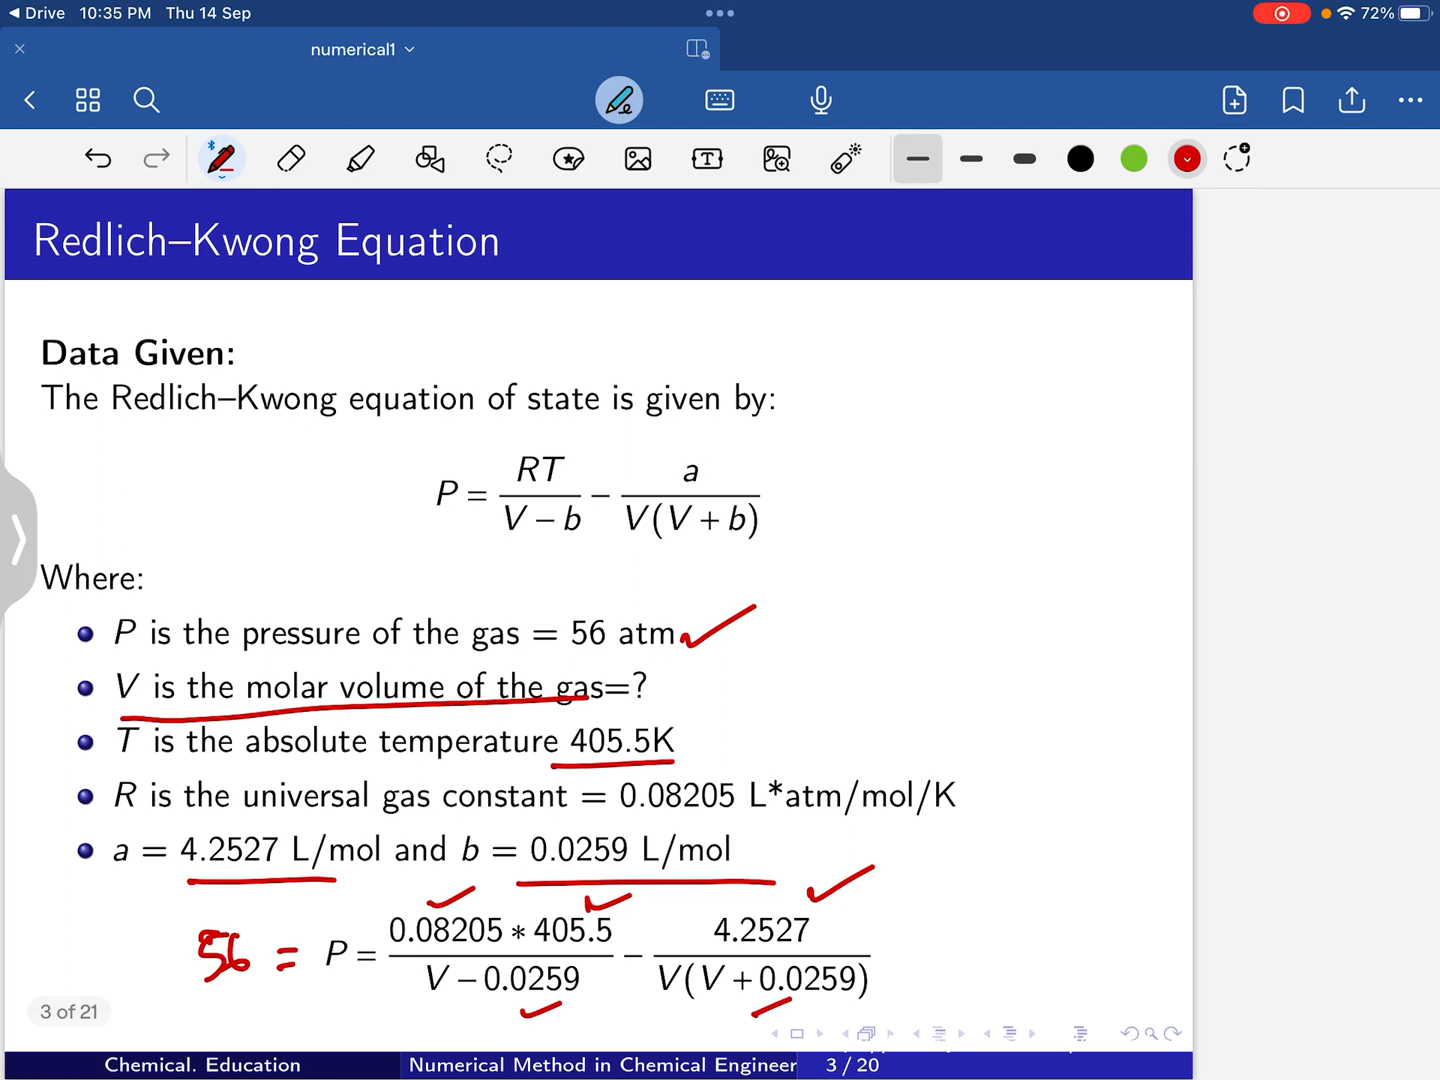 Drive 10:35 PM Thu 14 Sep 72%
numerical1
Redlich–Kwong Equation
Data Given:
The Redlich–Kwong equation of state is given by:
P = RT / (V − b) − a / (V(V + b))
Where:
P is the pressure of the gas = 56 atm
V is the molar volume of the gas=?
T is the absolute temperature 405.5K
R is the universal gas constant = 0.08205 L*atm/mol/K
a = 4.2527 L/mol and b = 0.0259 L/mol
56 = P = (0.08205 ∗ 405.5) / (V − 0.0259) − 4.2527 / (V(V + 0.0259))
3 of 21
Chemical. Education Numerical Method in Chemical Engineer 3 / 20